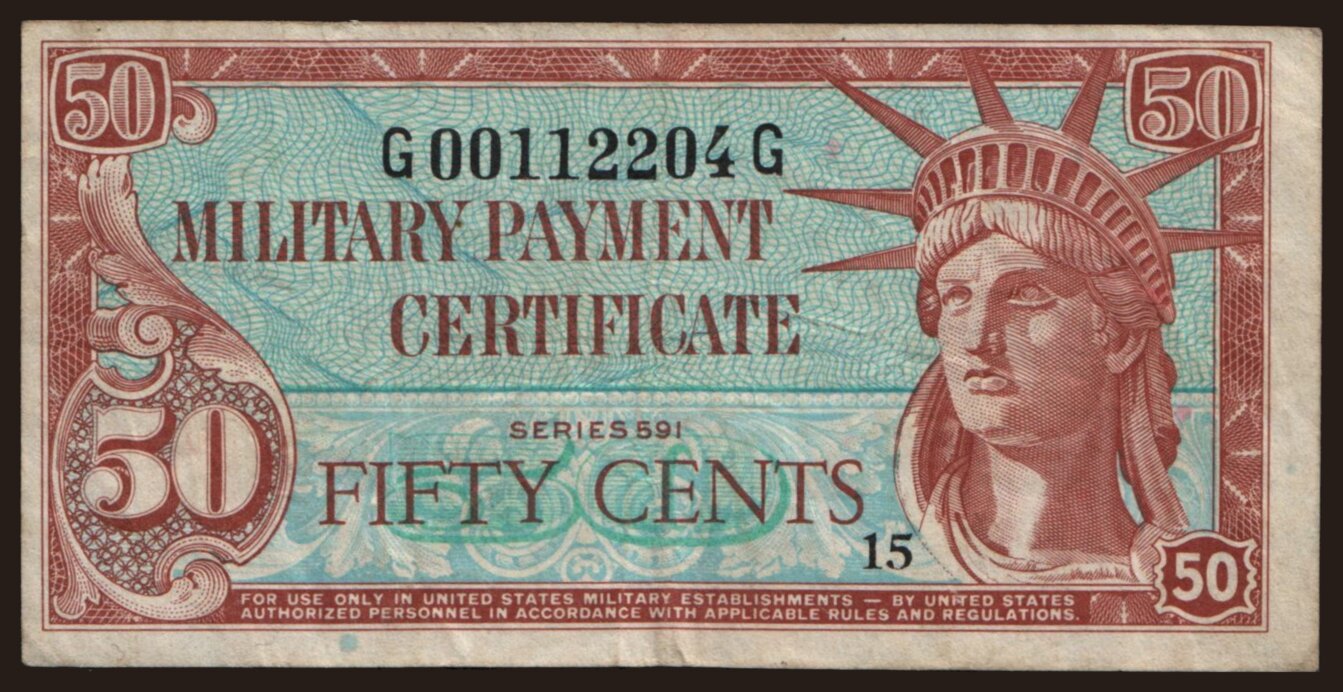 50 50
G00112204G
MILITARY PAYMENT
CERTIFICATE
SERIES 591
50 FIFTY CENTS
15
50
FOR USE ONLY IN UNITED STATES MILITARY ESTABLISHMENTS — BY UNITED STATES
AUTHORIZED PERSONNEL IN ACCORDANCE WITH APPLICABLE RULES AND REGULATIONS.